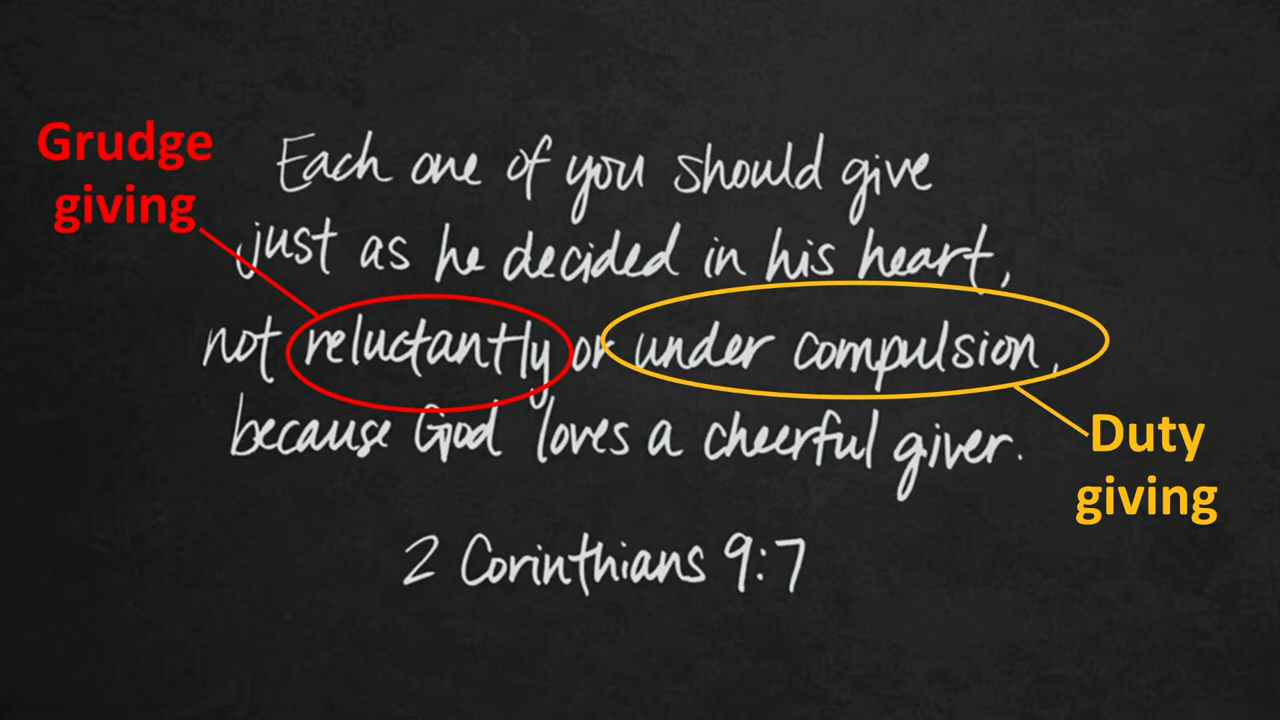 Grudge
giving
Each one of you should give
just as he decided in his heart,
not reluctantly or under compulsion,
because God loves a cheerful giver.
Duty
giving
2 Corinthians 9:7